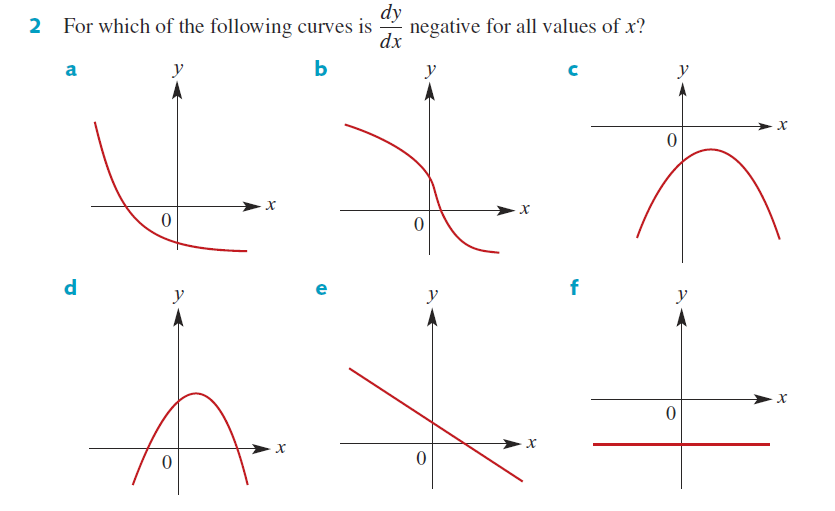 2 For which of the following curves is dy/dx negative for all values of x?
a y b y c y
x
0
x
0
x
0
d y e y f y
x
0
x
0
x
0